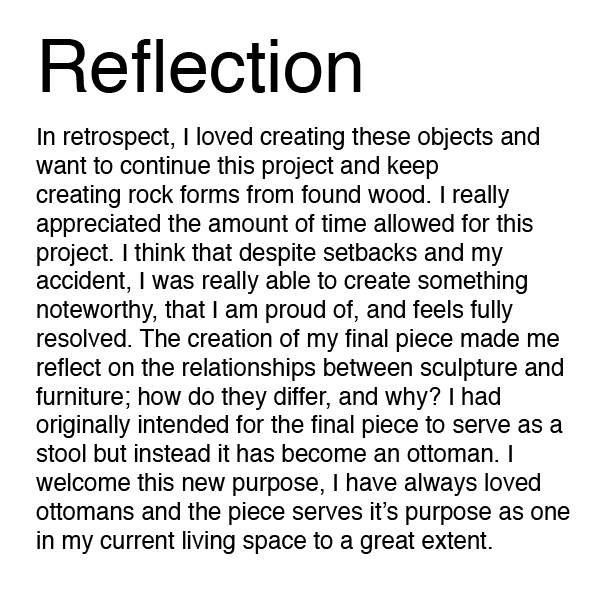 Reflection
In retrospect, I loved creating these objects and
want to continue this project and keep
creating rock forms from found wood. I really
appreciated the amount of time allowed for this
project. I think that despite setbacks and my
accident, I was really able to create something
noteworthy, that I am proud of, and feels fully
resolved. The creation of my final piece made me
reflect on the relationships between sculpture and
furniture; how do they differ, and why? I had
originally intended for the final piece to serve as a
stool but instead it has become an ottoman. I
welcome this new purpose, I have always loved
ottomans and the piece serves it’s purpose as one
in my current living space to a great extent.